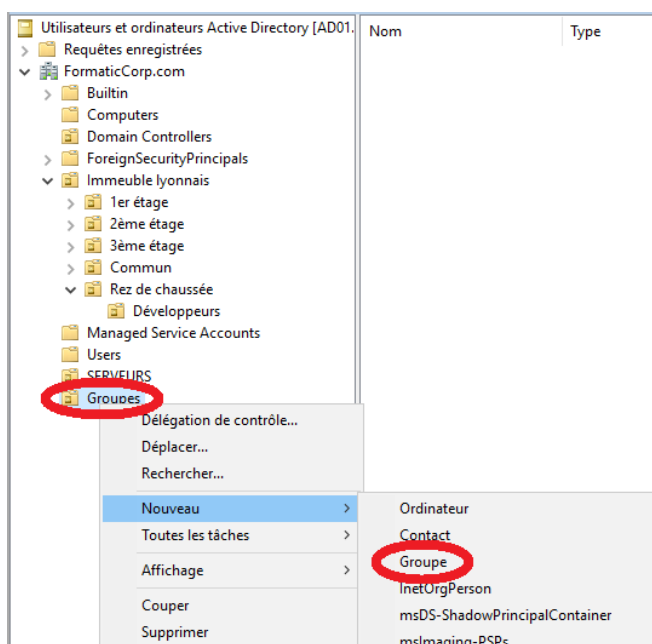 Utilisateurs et ordinateurs Active Directory [AD01.
Nom
Type
Requêtes enregistrées
FormaticCorp.com
Builtin
Computers
Domain Controllers
ForeignSecurityPrincipals
Immeuble lyonnais
1er étage
2ème étage
3ème étage
Commun
Rez de chaussée
Développeurs
Managed Service Accounts
Users
SERVEURS
Groupes
Délégation de contrôle...
Déplacer...
Rechercher...
Nouveau
Toutes les tâches
Affichage
Couper
Supprimer
Ordinateur
Contact
Groupe
InetOrgPerson
msDS-ShadowPrincipalContainer
msImaging-PSPs